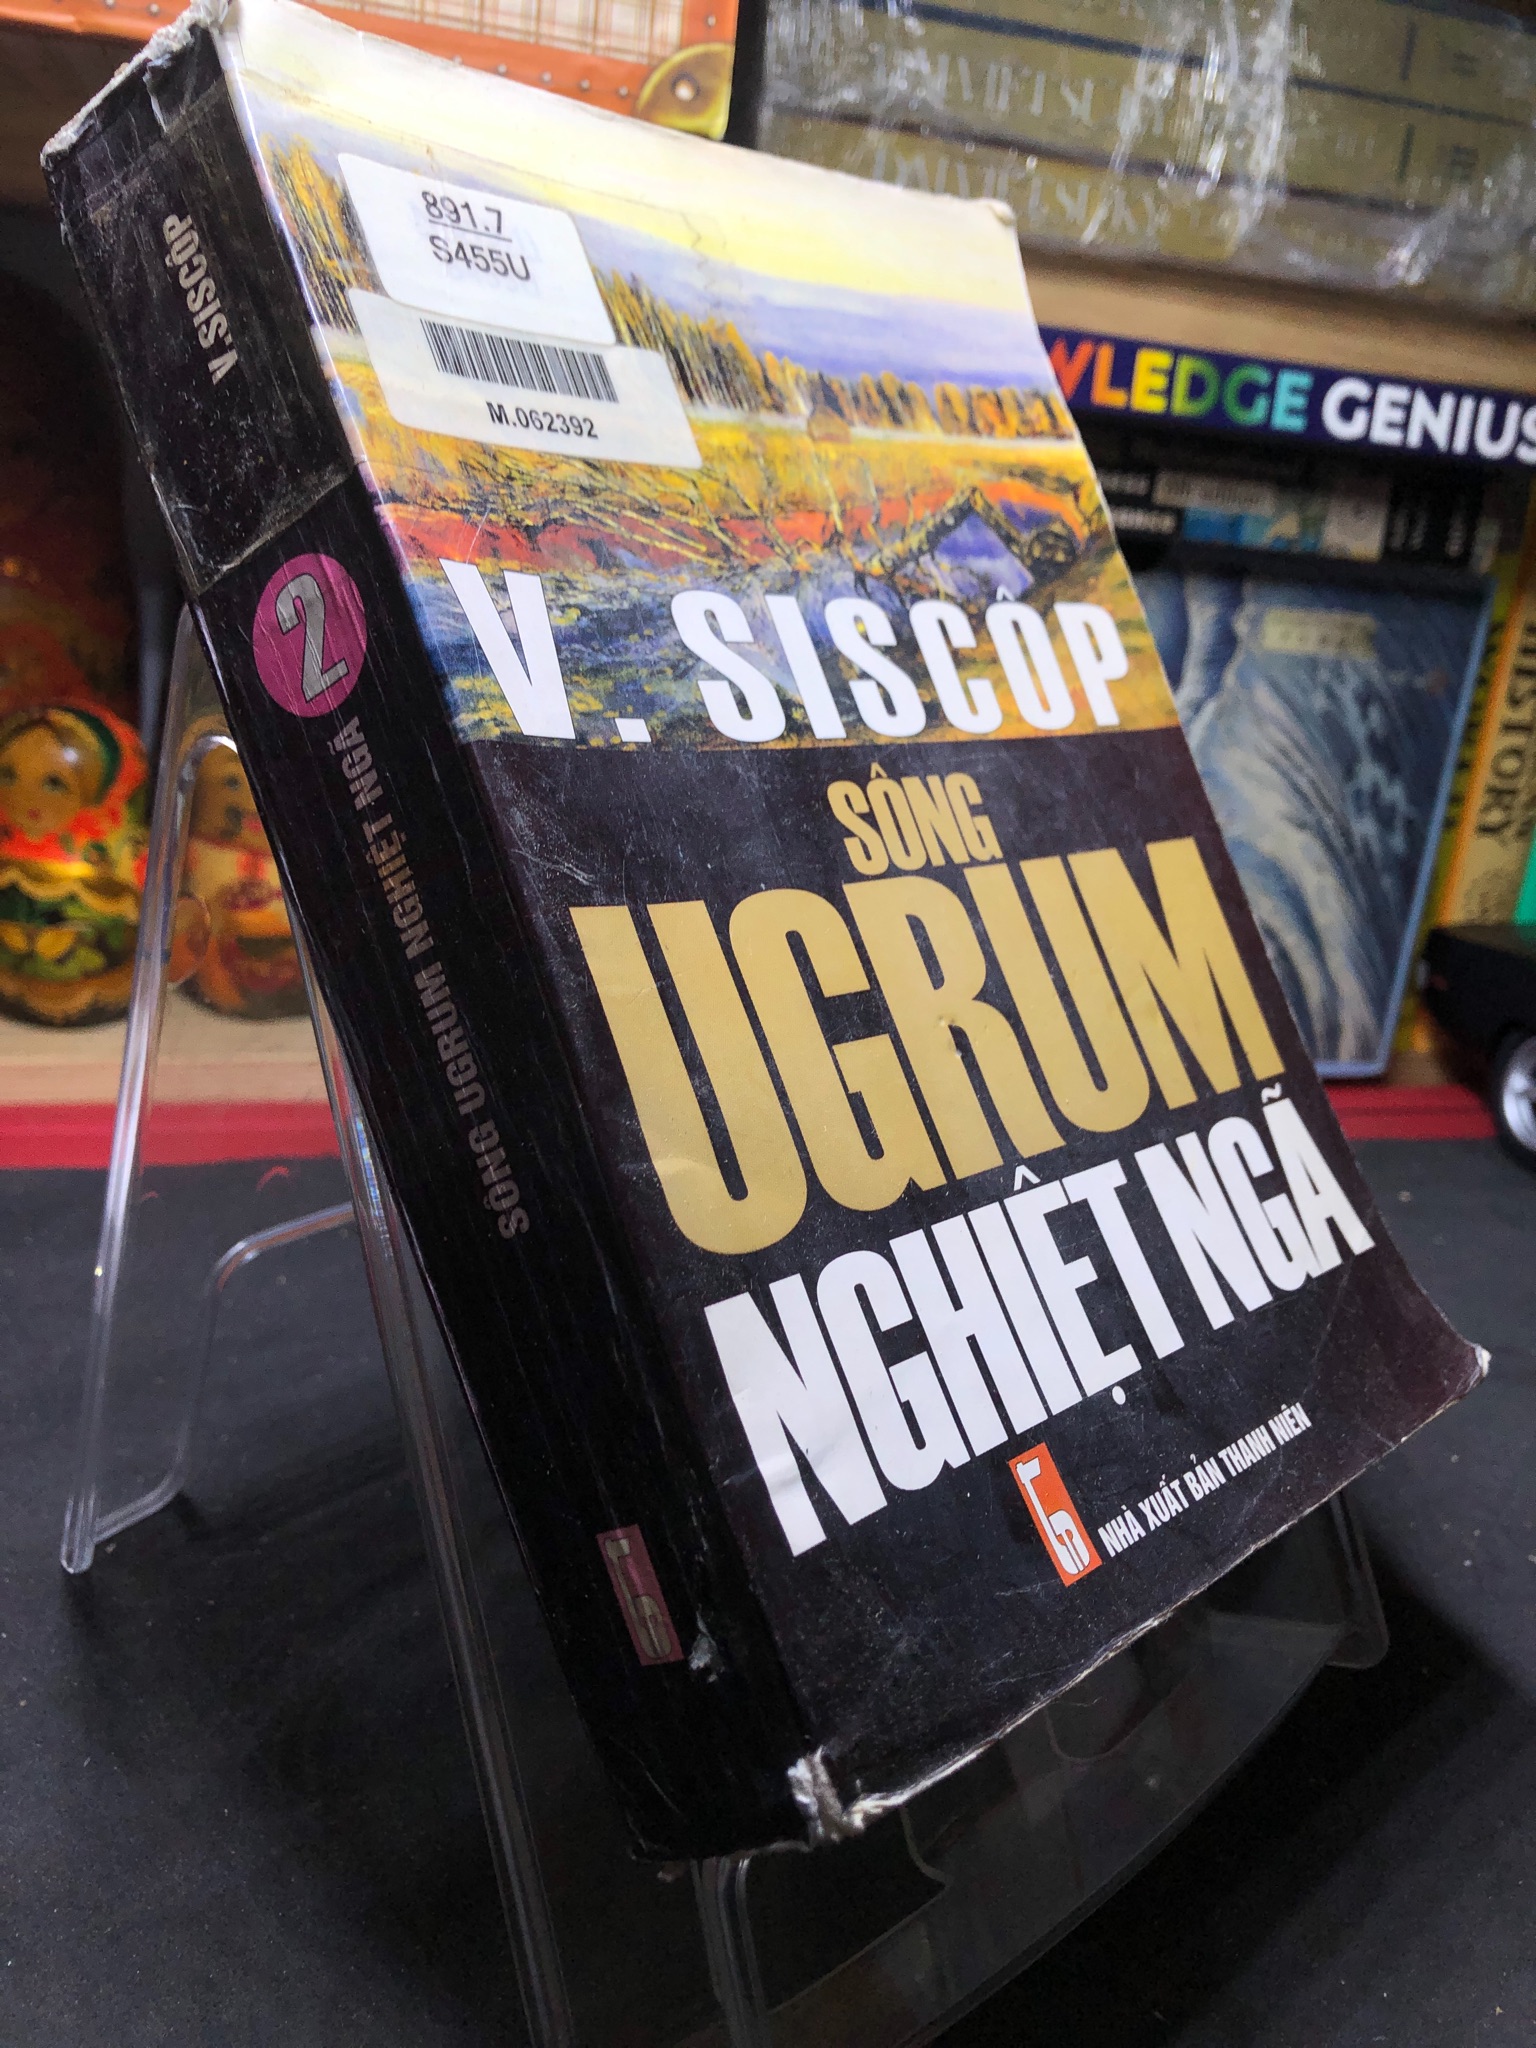 891.7
S455U
M.062392
V. SISCÔP
SÔNG
UGRUM
NGHIỆT NGÃ
NHÀ XUẤT BẢN THANH NIÊN
V.SISCÔP
2
SÔNG UGRUM NGHIỆT NGÃ
WLEDGE GENIUS